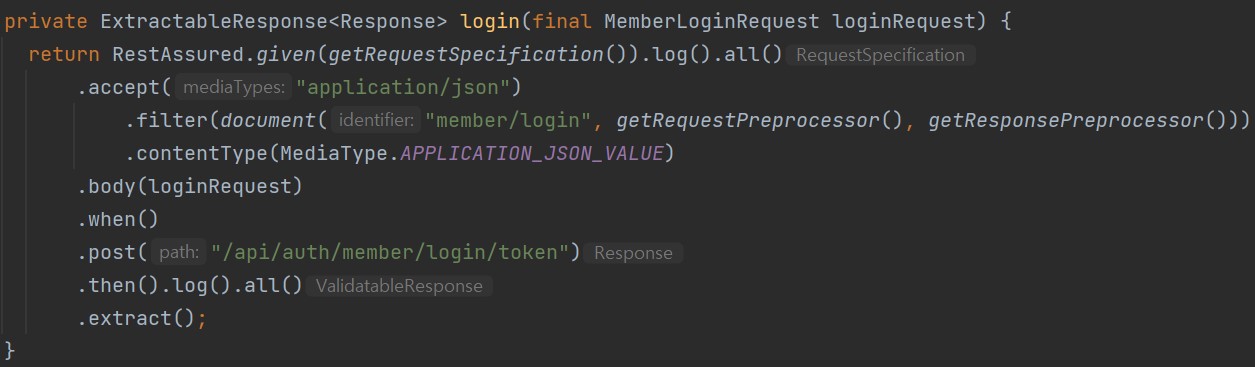 private ExtractableResponse<Response> login(final MemberLoginRequest loginRequest) {
return RestAssured.given(getRequestSpecification()).log().all() RequestSpecification
.accept( mediaTypes: "application/json")
.filter(document( identifier: "member/login", getRequestPreprocessor(), getResponsePreprocessor()))
.contentType(MediaType.APPLICATION_JSON_VALUE)
.body(loginRequest)
.when()
.post( path: "/api/auth/member/login/token") Response
.then().log().all() ValidatableResponse
.extract();
}